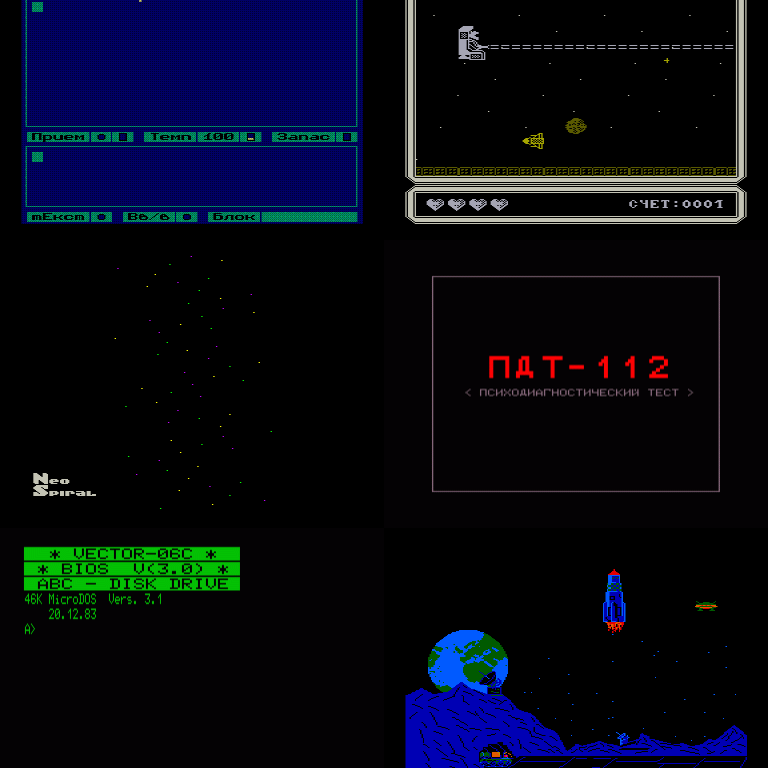 Прием Темп 100 Запас
тЕкст Вв/в Блок
СЧЕТ:0001
Neo
Spiral
ПДТ-112
< ПСИХОДИАГНОСТИЧЕСКИЙ ТЕСТ >
* VECTOR-06C *
* BIOS V(3.0) *
ABC - DISK DRIVE
46K MicroDOS Vers. 3.1
20.12.83
A>